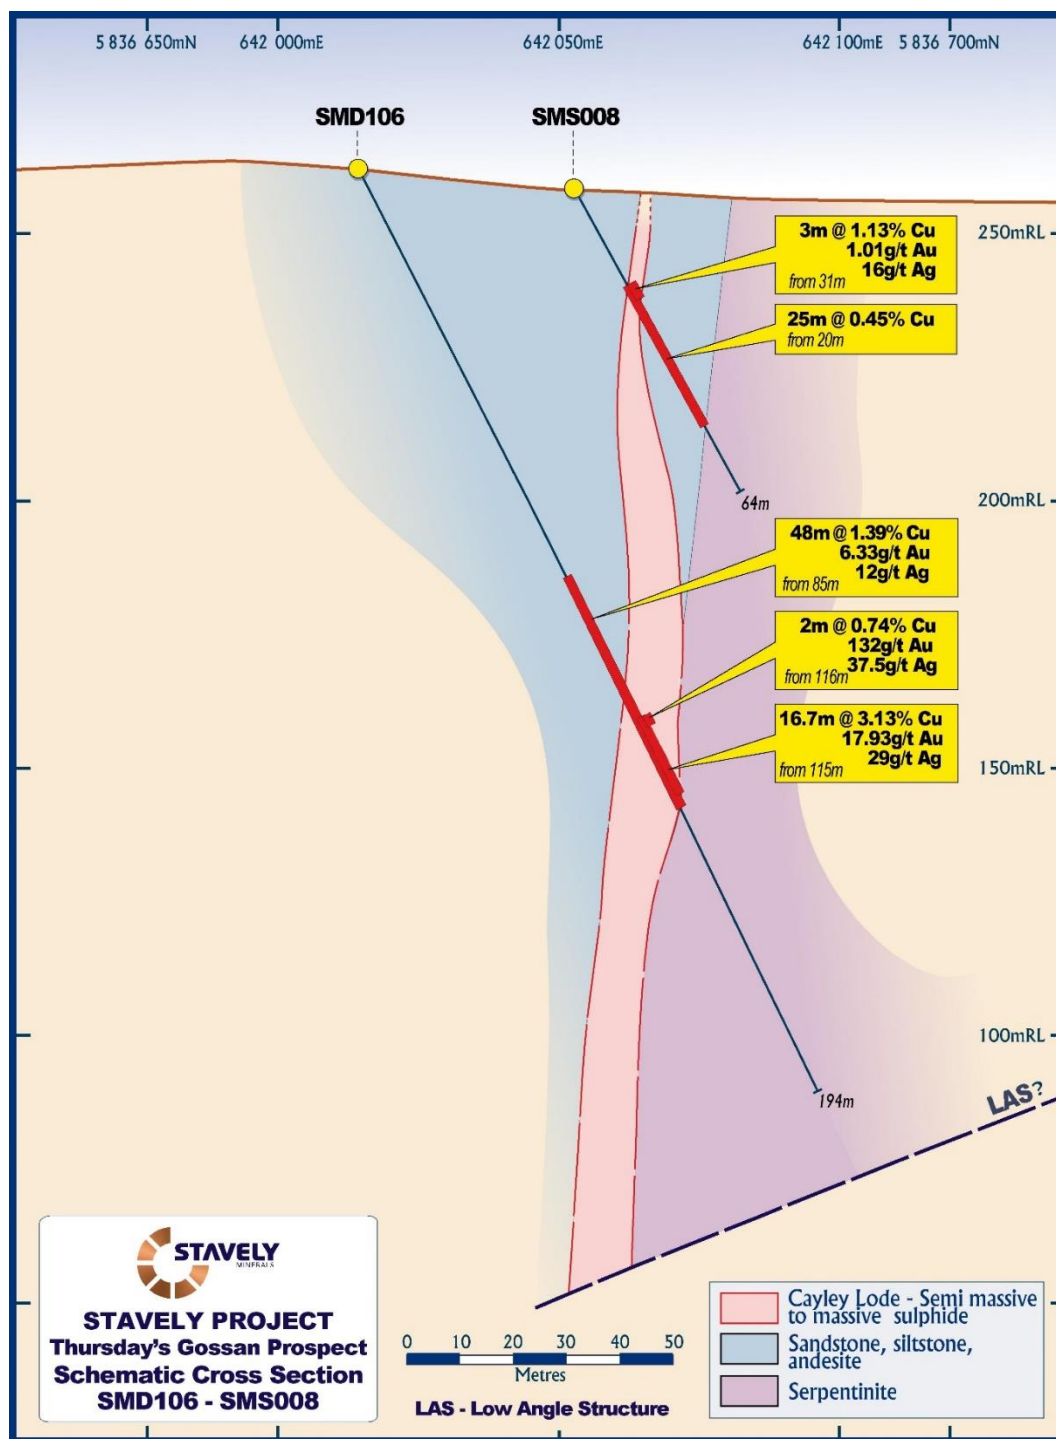 5 836 650mN
642 000mE
642 050mE
642 100mE
5 836 700mN
SMD106
SMS008
3m @ 1.13% Cu
1.01g/t Au
16g/t Ag
from 31m
250mRL
25m @ 0.45% Cu
from 20m
64m
200mRL
48m @ 1.39% Cu
6.33g/t Au
12g/t Ag
from 85m
2m @ 0.74% Cu
132g/t Au
37.5g/t Ag
from 116m
16.7m @ 3.13% Cu
17.93g/t Au
29g/t Ag
from 115m
150mRL
100mRL
194m
LAS?
STAVELY
MINERALS
STAVELY PROJECT
Thursday's Gossan Prospect
Schematic Cross Section
SMD106 - SMS008
0 10 20 30 40 50
Metres
LAS - Low Angle Structure
Cayley Lode - Semi massive
to massive sulphide
Sandstone, siltstone,
andesite
Serpentinite